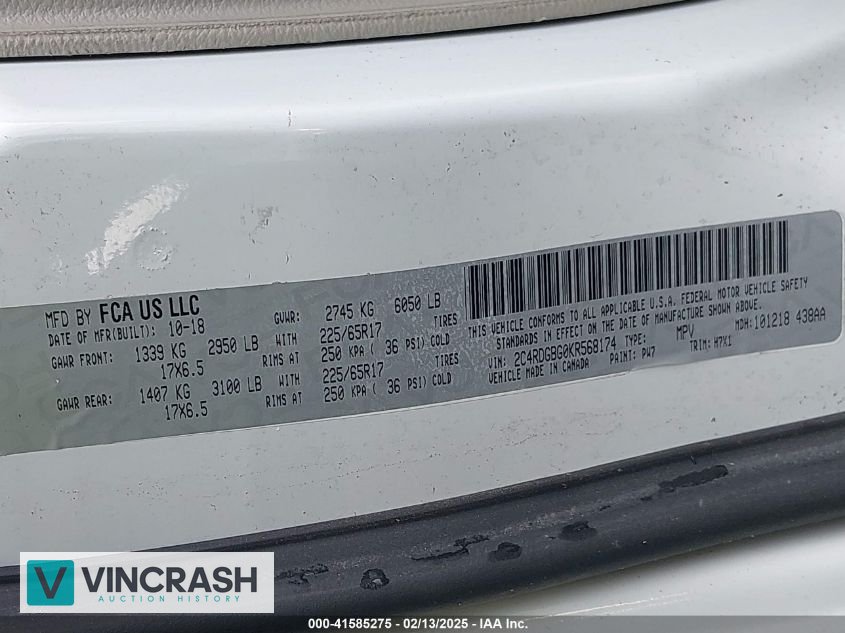 MFD BY FCA US LLC
DATE OF MFR(BUILT): 10-18 GVWR: 2745 KG 6050 LB
GAWR FRONT: 1339 KG 2950 LB WITH 225/65R17 TIRES
17X6.5 RIMS AT 250 KPA ( 36 PSI) COLD
GAWR REAR: 1407 KG 3100 LB WITH 225/65R17 TIRES
17X6.5 RIMS AT 250 KPA ( 36 PSI) COLD
THIS VEHICLE CONFORMS TO ALL APPLICABLE U.S.A. FEDERAL MOTOR VEHICLE SAFETY
STANDARDS IN EFFECT ON THE DATE OF MANUFACTURE SHOWN ABOVE.
VIN: 2C4RDGBG0KR568174 TYPE: MPV MDH: 101218 438AA
VEHICLE MADE IN CANADA PAINT: PW7 TRIM: H7X1
VINCRASH
AUCTION HISTORY
000-41585275 - 02/13/2025 - IAA Inc.